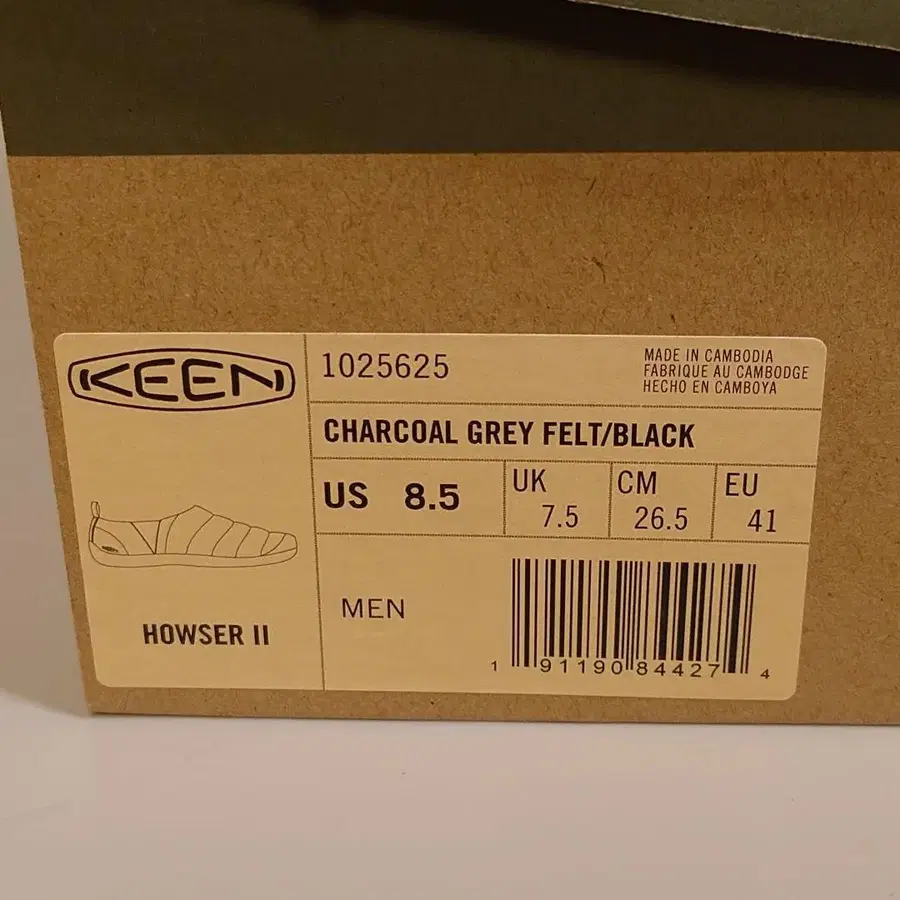 KEEN
1025625
MADE IN CAMBODIA
FABRIQUE AU CAMBODGE
HECHO EN CAMBOYA
CHARCOAL GREY FELT/BLACK
US 8.5
UK 7.5
CM 26.5
EU 41
HOWSER II
MEN
1 91190 84427 4